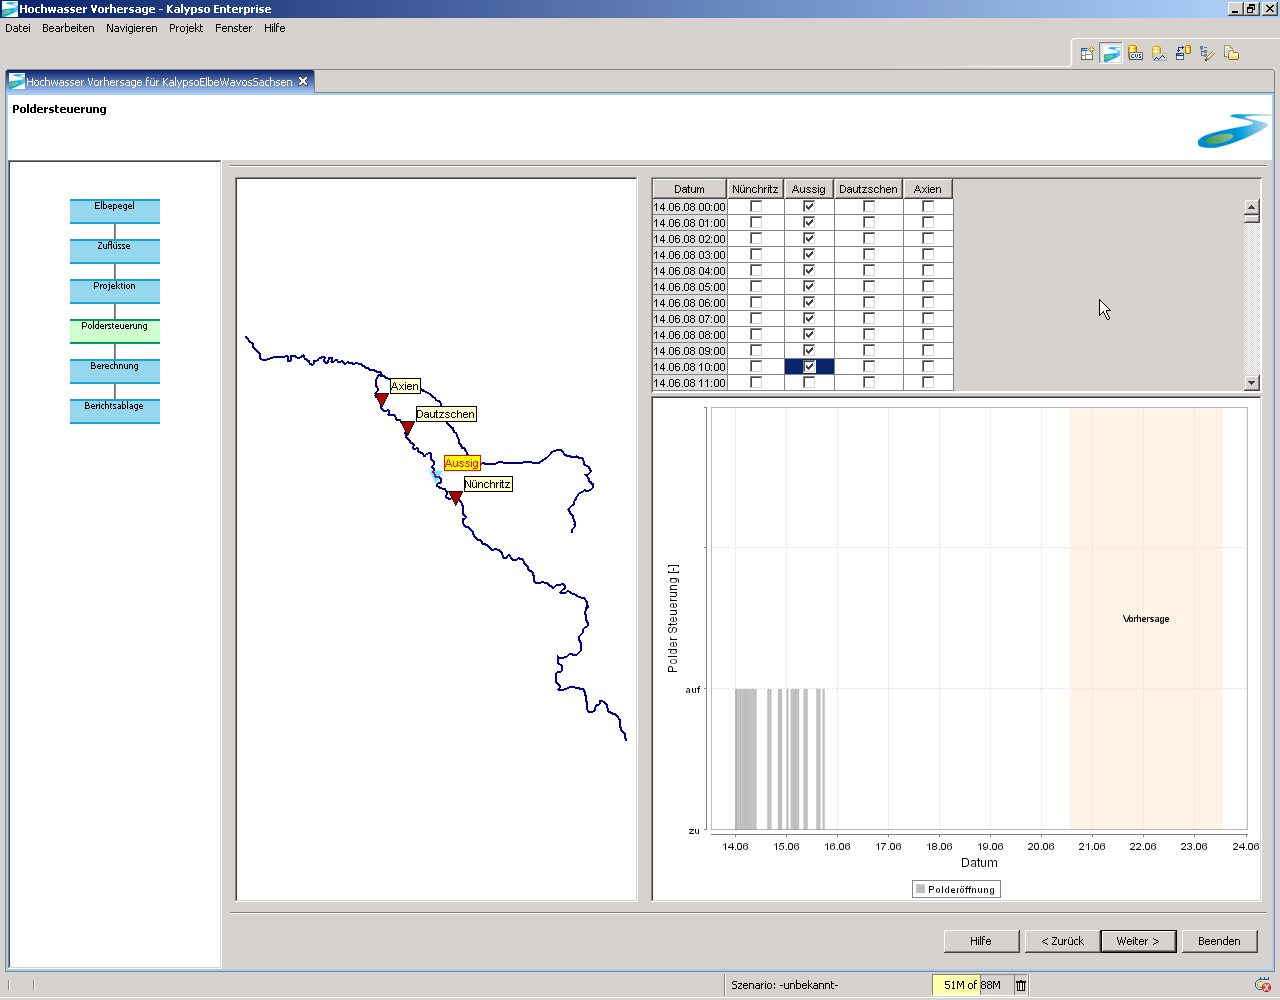 Hochwasser Vorhersage - Kalypso Enterprise
Datei Bearbeiten Navigieren Projekt Fenster Hilfe
Hochwasser Vorhersage für KalypsoElbeWavosSachsen
Poldersteuerung
Elbepegel
Zuflüsse
Projektion
Poldersteuerung
Berechnung
Berichtsablage
Axien
Dautzschen
Aussig
Nünchritz
Datum Nünchritz Aussig Dautzschen Axien
14.06.08 00:00
14.06.08 01:00
14.06.08 02:00
14.06.08 03:00
14.06.08 04:00
14.06.08 05:00
14.06.08 06:00
14.06.08 07:00
14.06.08 08:00
14.06.08 09:00
14.06.08 10:00
14.06.08 11:00
Polder Steuerung [-]
Vorhersage
auf
zu
14.06 15.06 16.06 17.06 18.06 19.06 20.06 21.06 22.06 23.06 24.06
Datum
Polderöffnung
Hilfe < Zurück Weiter > Beenden
Szenario: -unbekannt- 51M of 88M